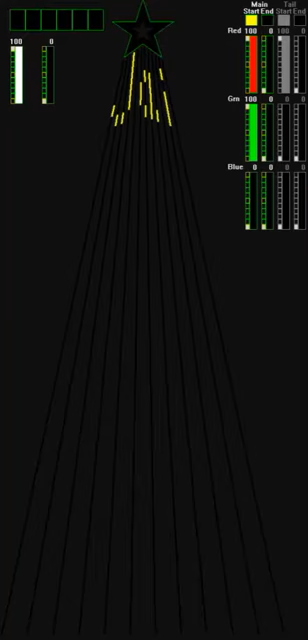 Main Tail
Start End Start End
Red 100 0 100 0
100 0
Grn 100 0 0 0
Blue 0 0 0 0